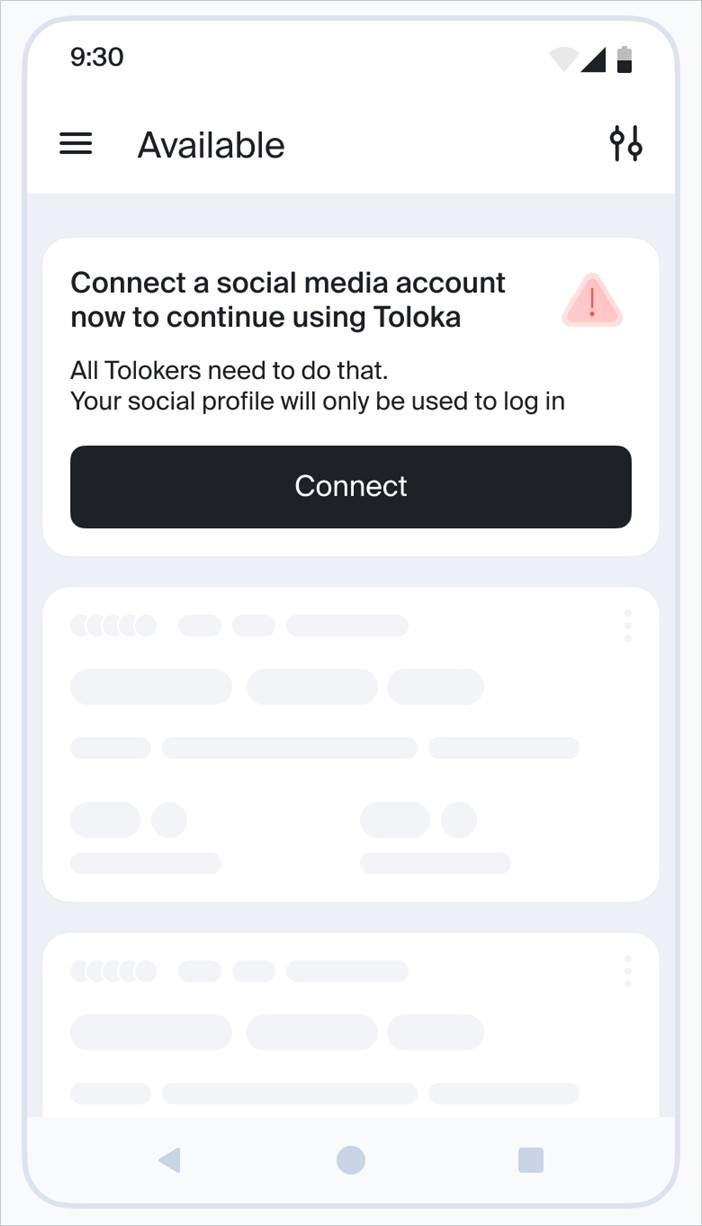 9:30
Available
Connect a social media account
now to continue using Toloka
All Tolokers need to do that.
Your social profile will only be used to log in
Connect